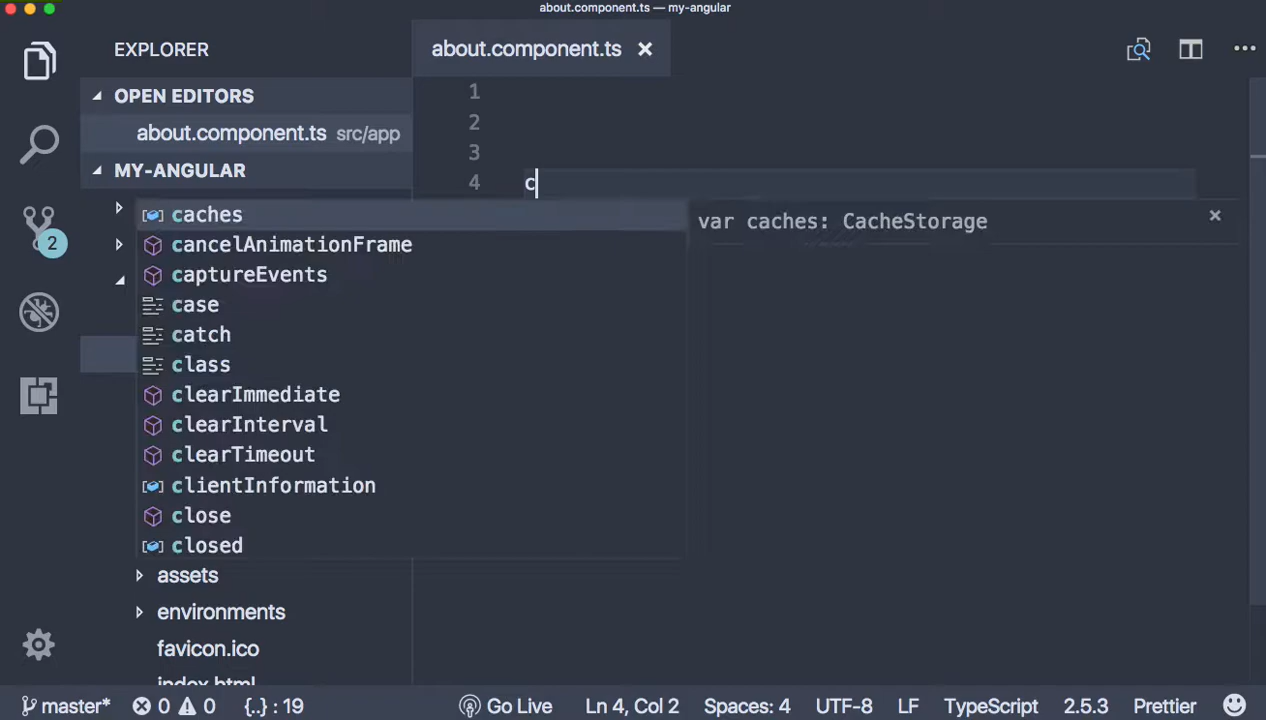 about.component.ts — my-angular
EXPLORER
OPEN EDITORS
about.component.ts src/app
MY-ANGULAR
about.component.ts ×
1
2
3
4 c
caches
cancelAnimationFrame
captureEvents
case
catch
class
clearImmediate
clearInterval
clearTimeout
clientInformation
close
closed
var caches: CacheStorage ×
2
assets
environments
favicon.ico
index.html
master* 0 0 {..} : 19 Go Live Ln 4, Col 2 Spaces: 4 UTF-8 LF TypeScript 2.5.3 Prettier